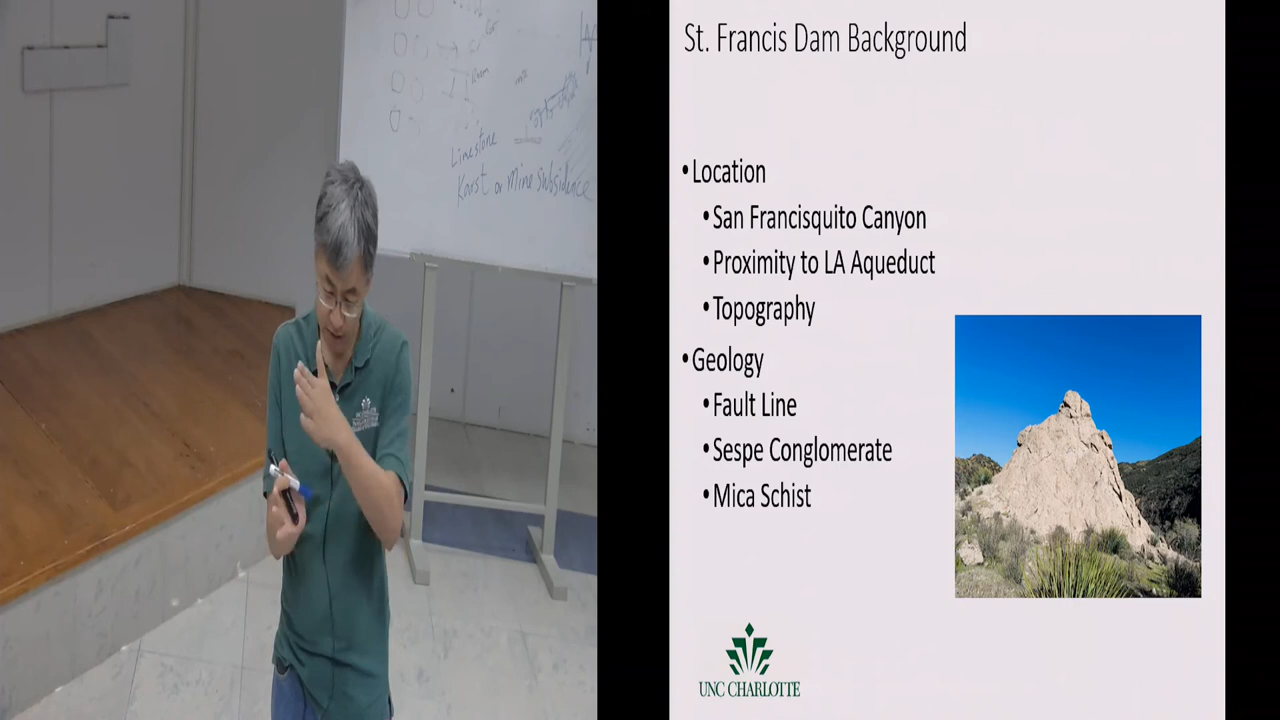 Limestone
Karst or Mine Subsidence
St. Francis Dam Background
•Location
•San Francisquito Canyon
•Proximity to LA Aqueduct
•Topography
•Geology
•Fault Line
•Sespe Conglomerate
•Mica Schist
UNC CHARLOTTE